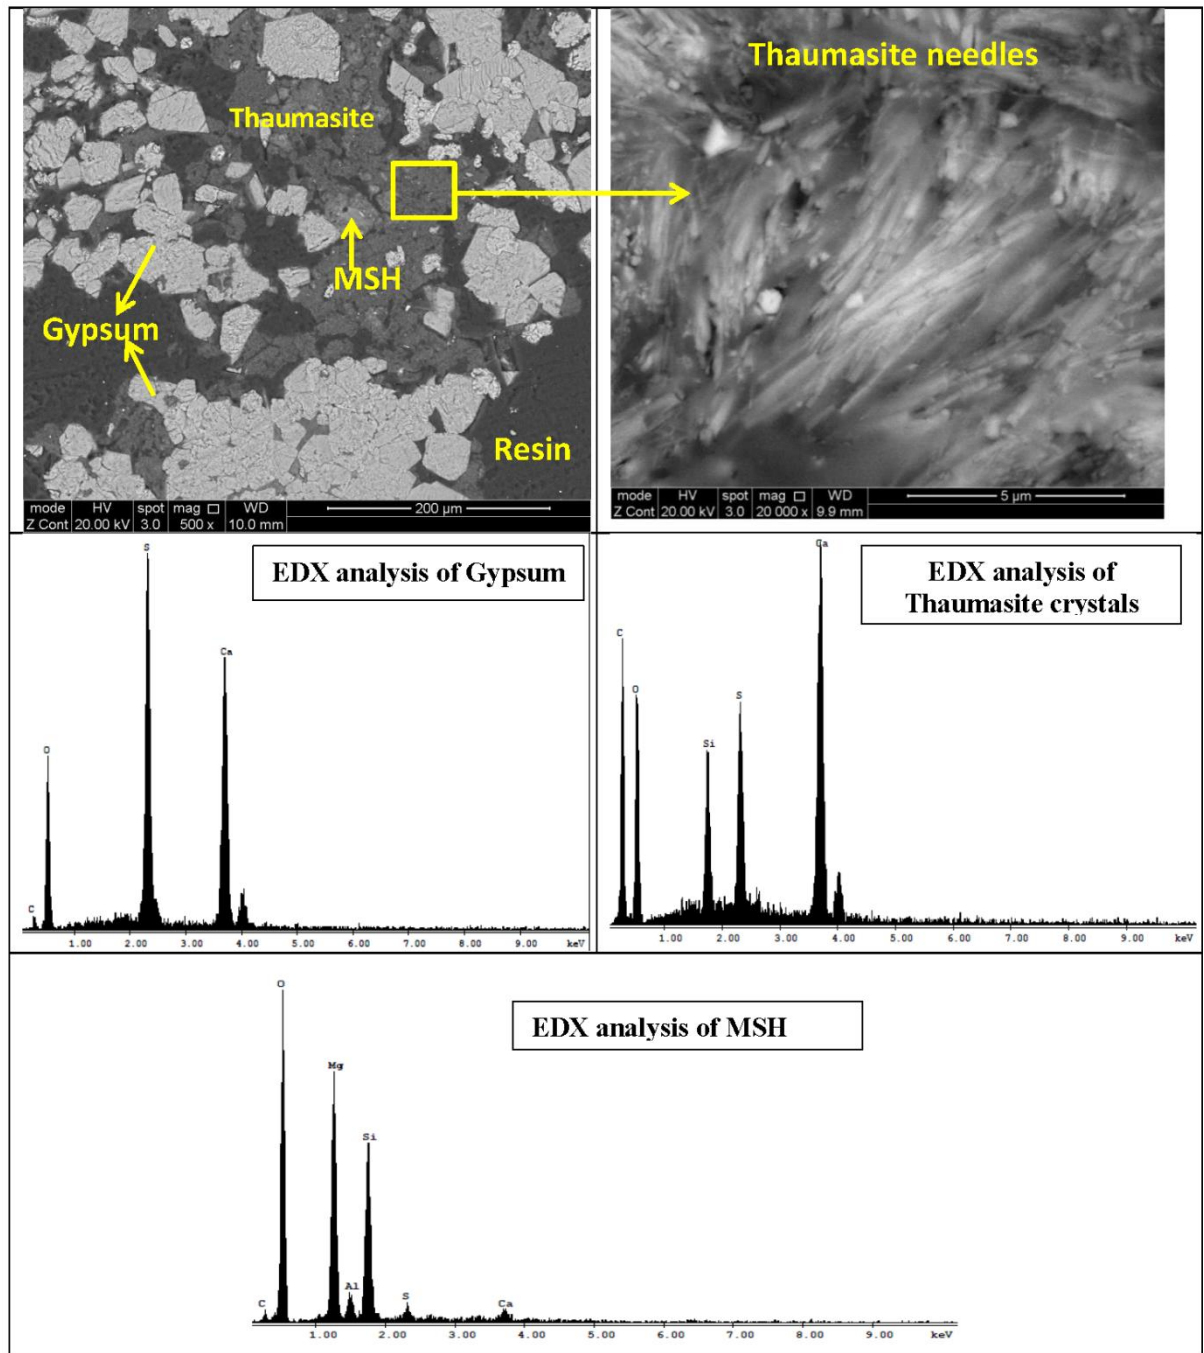 Thaumasite
MSH
Gypsum
Resin
mode HV spot mag □ WD
Z Cont 20.00 kV 3.0 500 x 10.0 mm 200 µm
Thaumasite needles
mode HV spot mag □ WD
Z Cont 20.00 kV 3.0 20 000 x 9.9 mm 5 µm
EDX analysis of Gypsum
S
Ca
O
C
1.00 2.00 3.00 4.00 5.00 6.00 7.00 8.00 9.00 keV
EDX analysis of
Thaumasite crystals
Ca
C
O
S
Si
1.00 2.00 3.00 4.00 5.00 6.00 7.00 8.00 9.00 keV
EDX analysis of MSH
O
Mg
Si
Al
C
S
Ca
1.00 2.00 3.00 4.00 5.00 6.00 7.00 8.00 9.00 keV